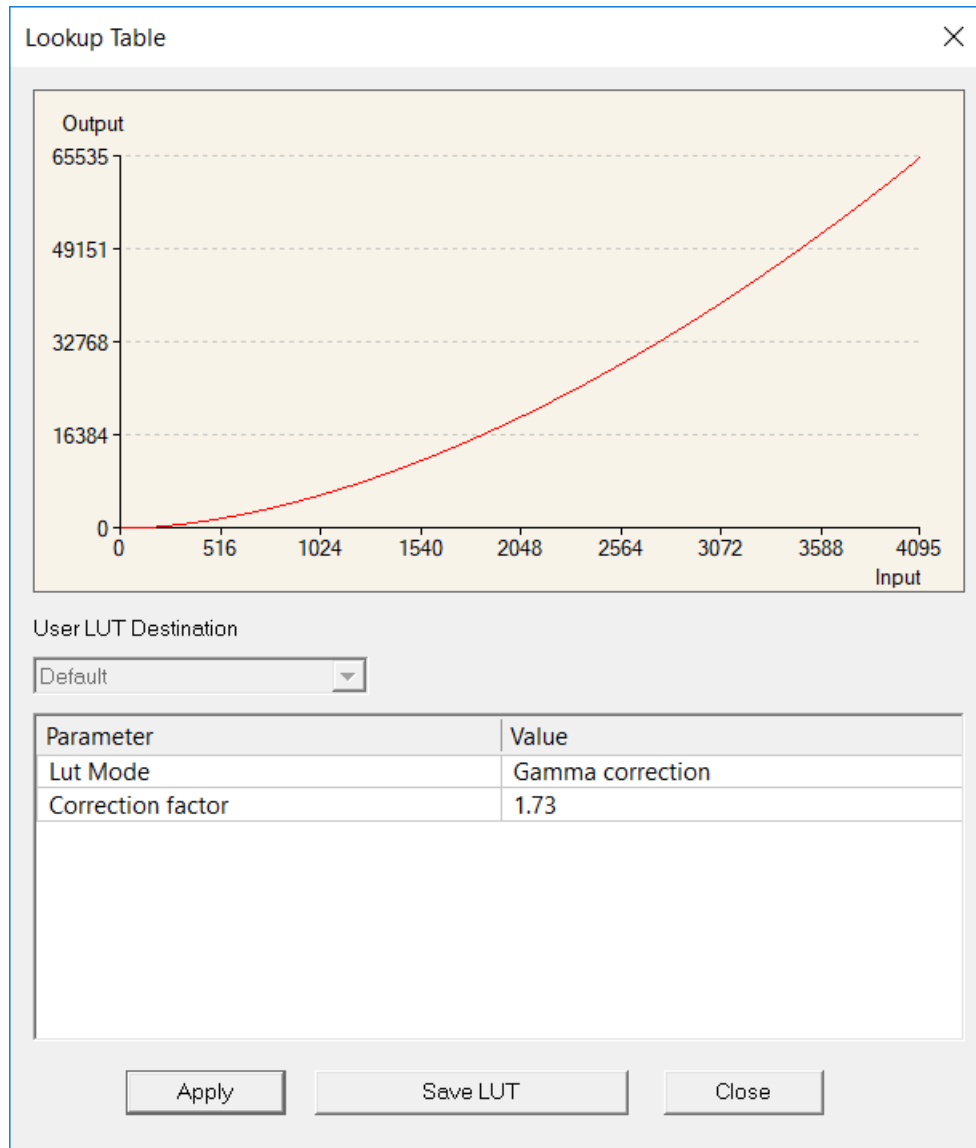 Lookup Table
Output
65535
49151
32768
16384
0
0 516 1024 1540 2048 2564 3072 3588 4095
Input
User LUT Destination
Default
Parameter Value
Lut Mode Gamma correction
Correction factor 1.73
Apply Save LUT Close